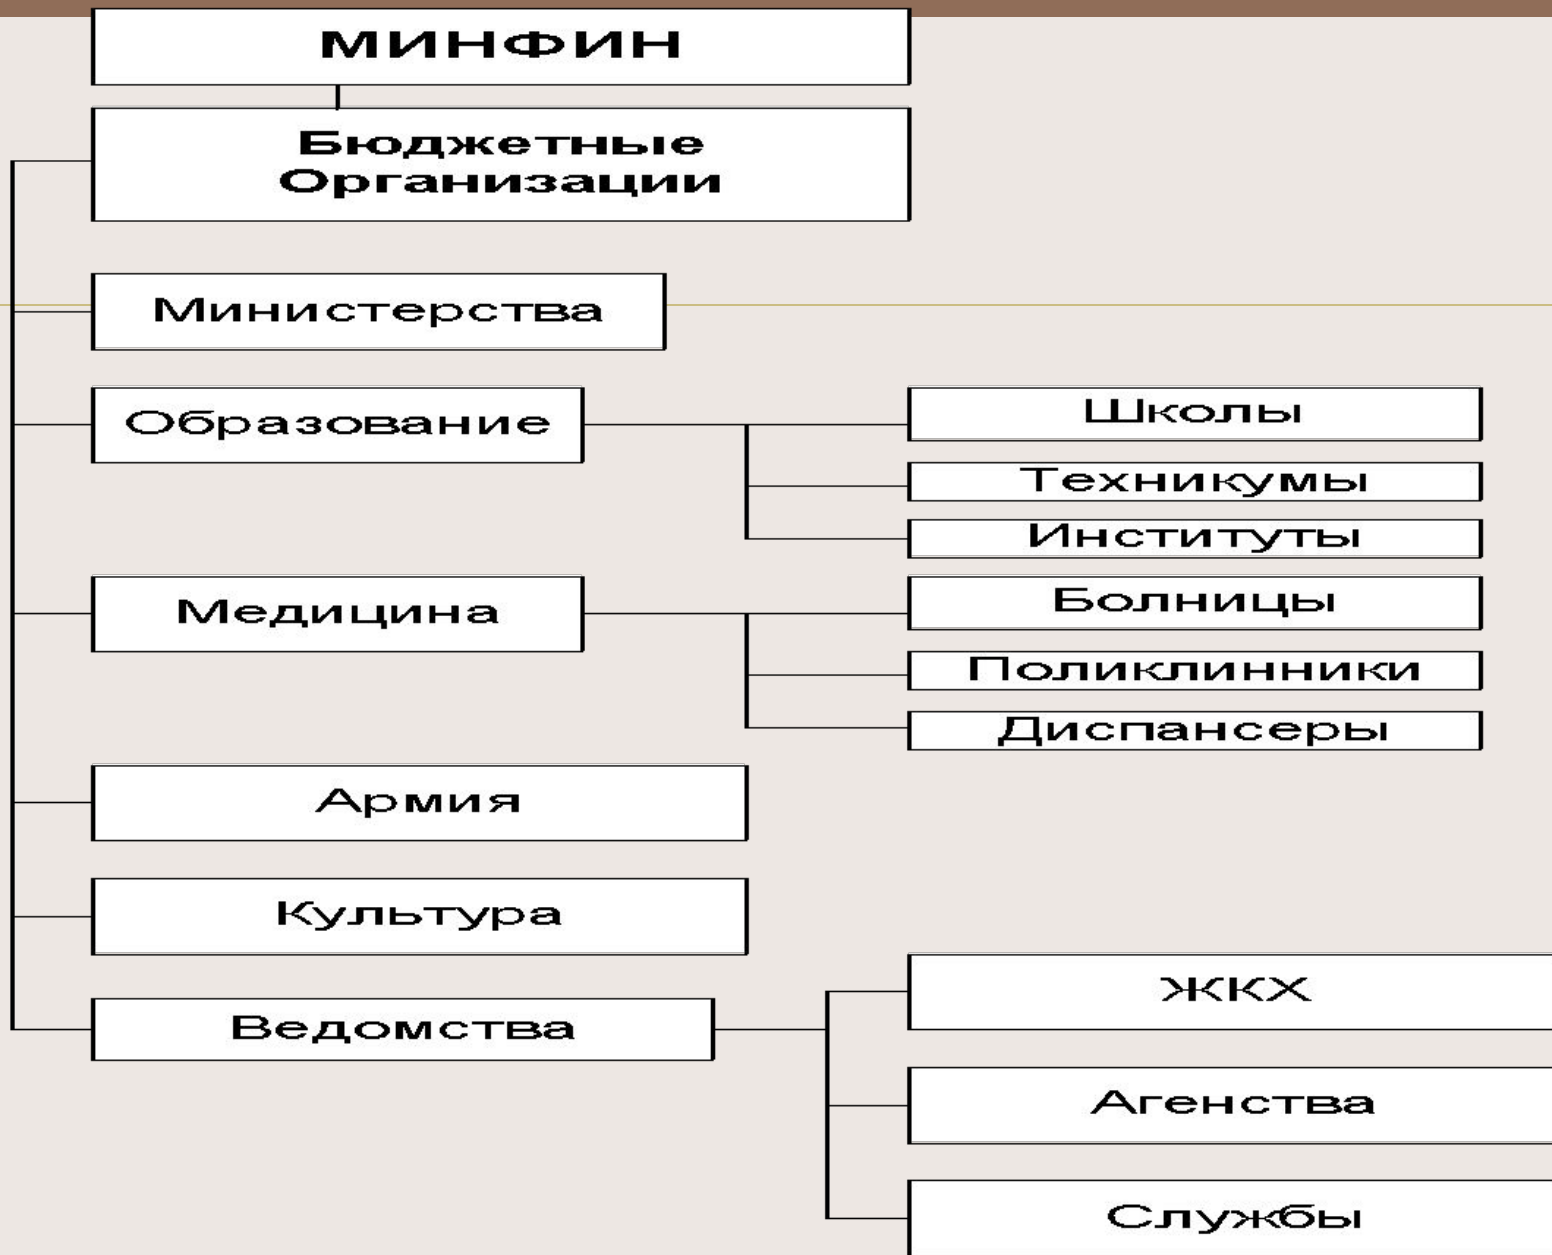 МИНФИН
Бюджетные
Организации
Министерства
Образование
Школы
Техникумы
Институты
Медицина
Болницы
Поликлинники
Диспансеры
Армия
Культура
Ведомства
ЖКХ
Агенства
Службы